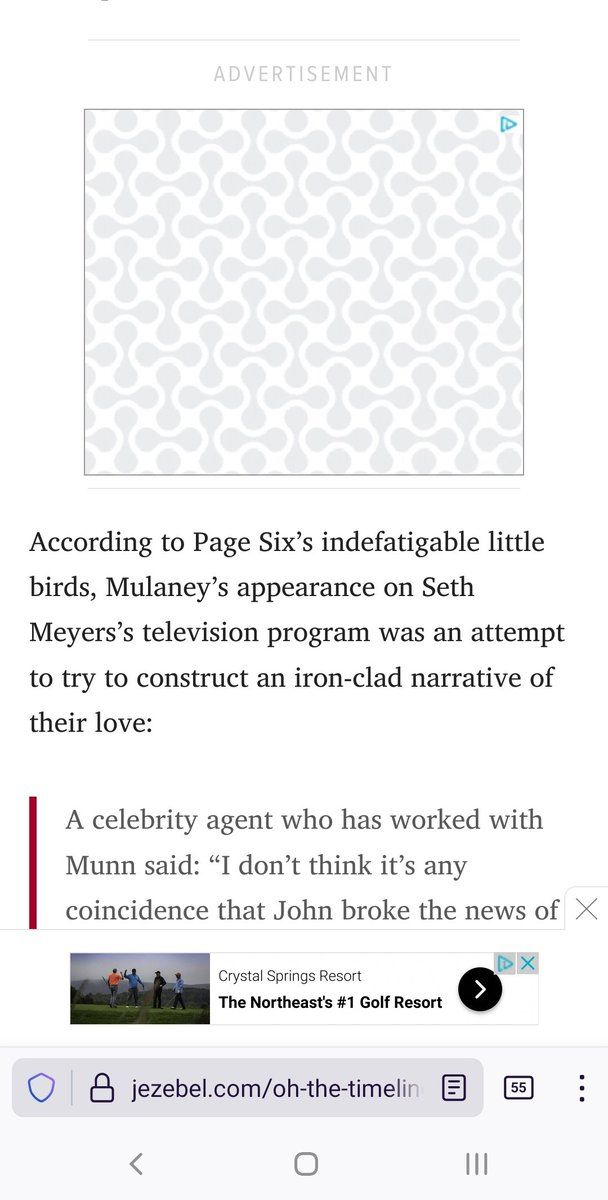 ADVERTISEMENT
According to Page Six’s indefatigable little
birds, Mulaney’s appearance on Seth
Meyers’s television program was an attempt
to try to construct an iron-clad narrative of
their love:
A celebrity agent who has worked with
Munn said: “I don’t think it’s any
coincidence that John broke the news of
Crystal Springs Resort
The Northeast's #1 Golf Resort
jezebel.com/oh-the-timelin
55